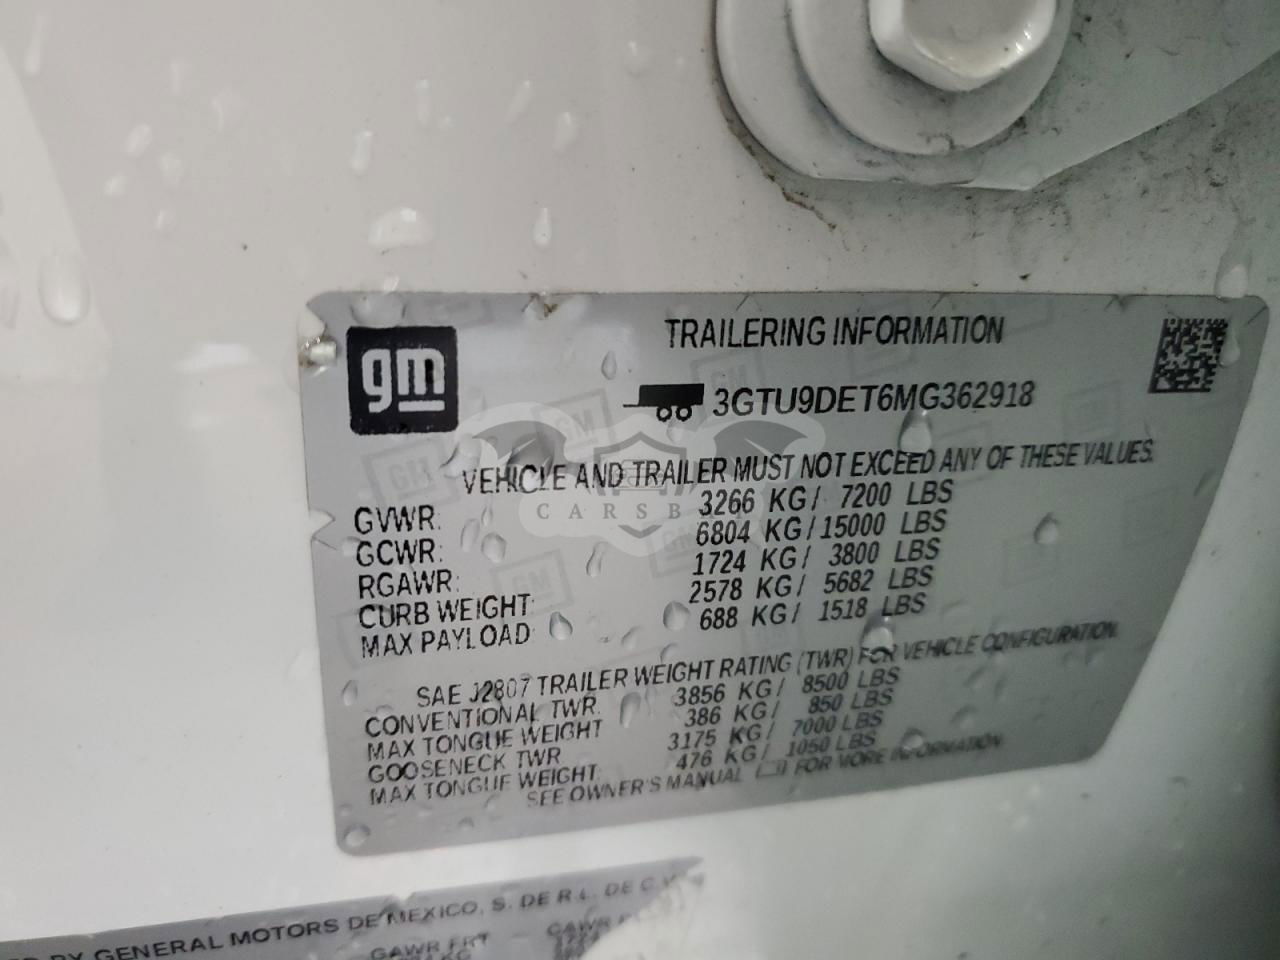 gm
TRAILERING INFORMATION
3GTU9DET6MG362918
VEHICLE AND TRAILER MUST NOT EXCEED ANY OF THESE VALUES.
GVWR: 3266 KG/ 7200 LBS
GCWR: 6804 KG/15000 LBS
RGAWR: 1724 KG/ 3800 LBS
CURB WEIGHT: 2578 KG/ 5682 LBS
MAX PAYLOAD: 688 KG/ 1518 LBS
SAE J2807 TRAILER WEIGHT RATING (TWR) FOR VEHICLE CONFIGURATION.
CONVENTIONAL TWR: 3856 KG/ 8500 LBS
MAX TONGUE WEIGHT 386 KG/ 850 LBS
GOOSENECK TWR 3175 KG/ 7000 LBS
MAX TONGUE WEIGHT: 476 KG/ 1050 LBS
SEE OWNER'S MANUAL FOR MORE INFORMATION
BY GENERAL MOTORS DE MEXICO, S. DE R.L. DE C.V.
GAWR FRT GAWR